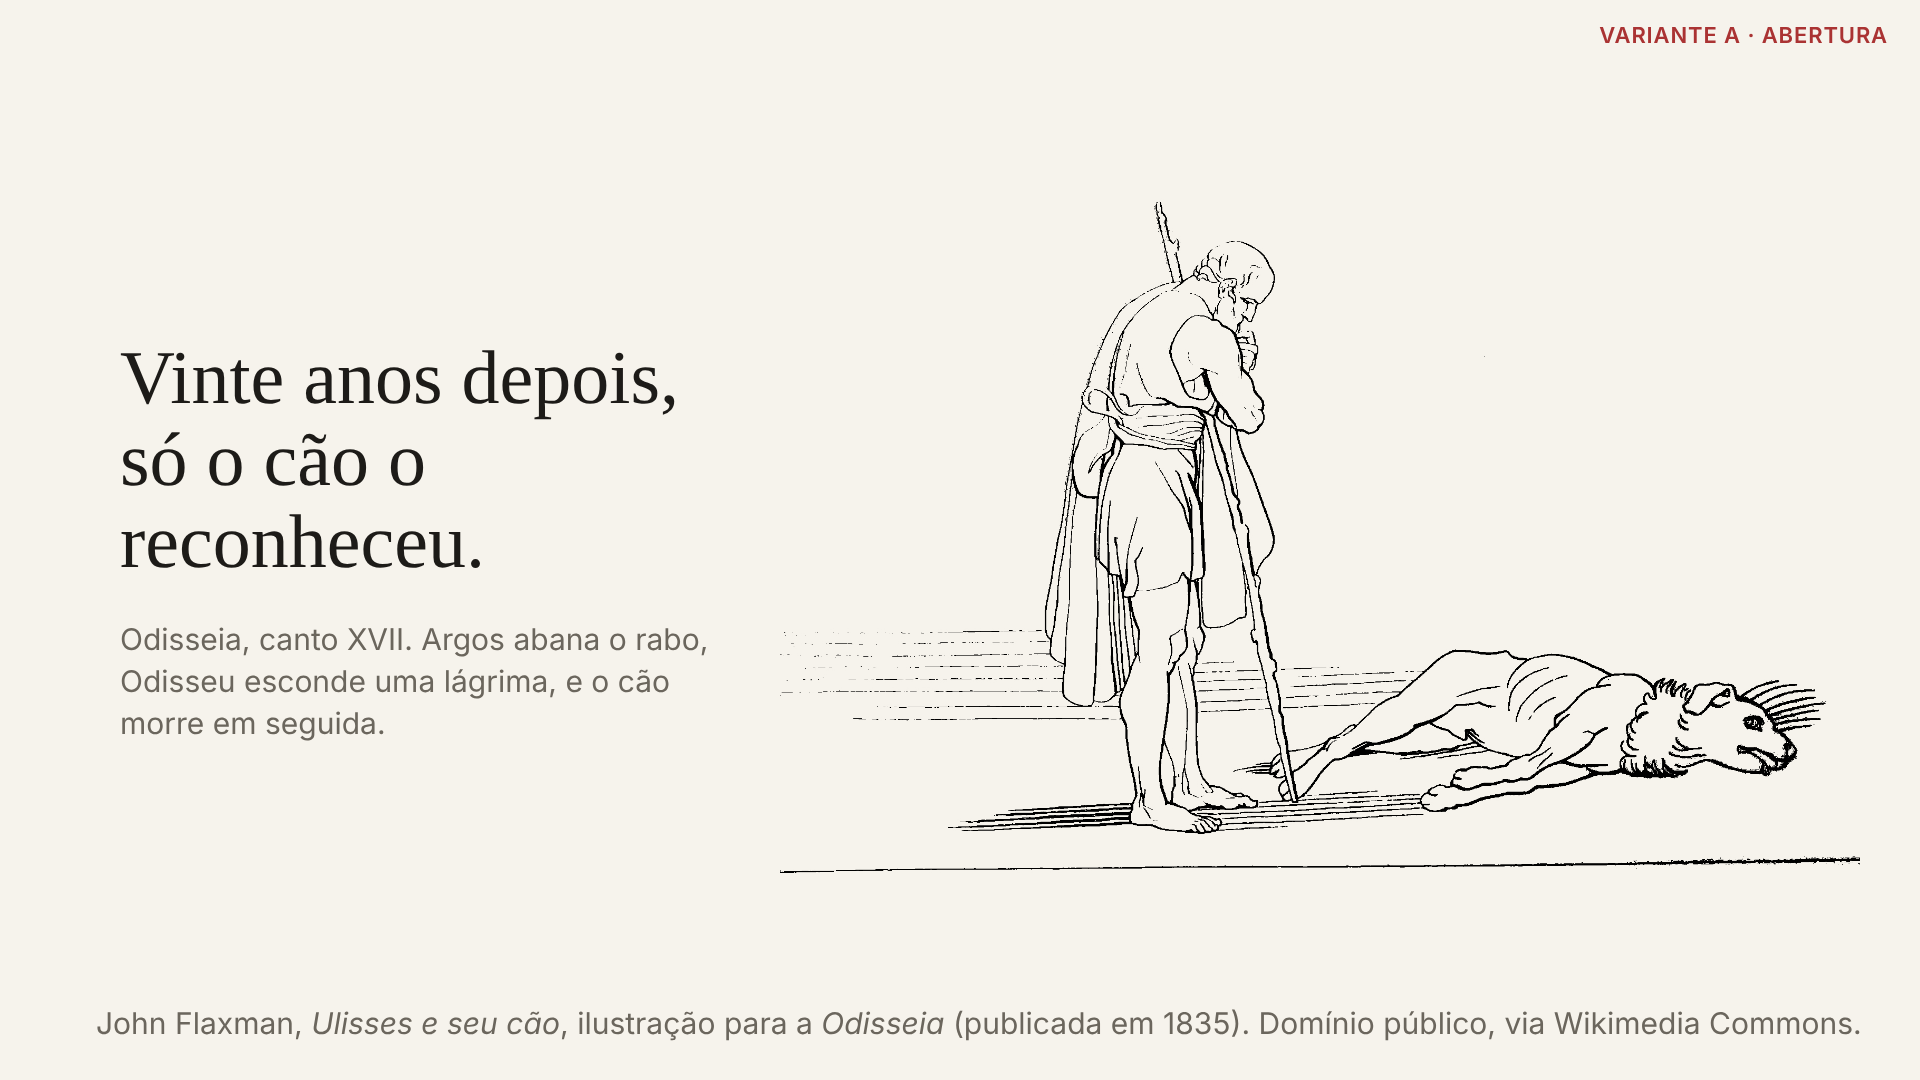 VARIANTE A · ABERTURA
Vinte anos depois,
só o cão o
reconheceu.
Odisseia, canto XVII. Argos abana o rabo,
Odisseu esconde uma lágrima, e o cão
morre em seguida.
John Flaxman, Ulisses e seu cão, ilustração para a Odisseia (publicada em 1835). Domínio público, via Wikimedia Commons.